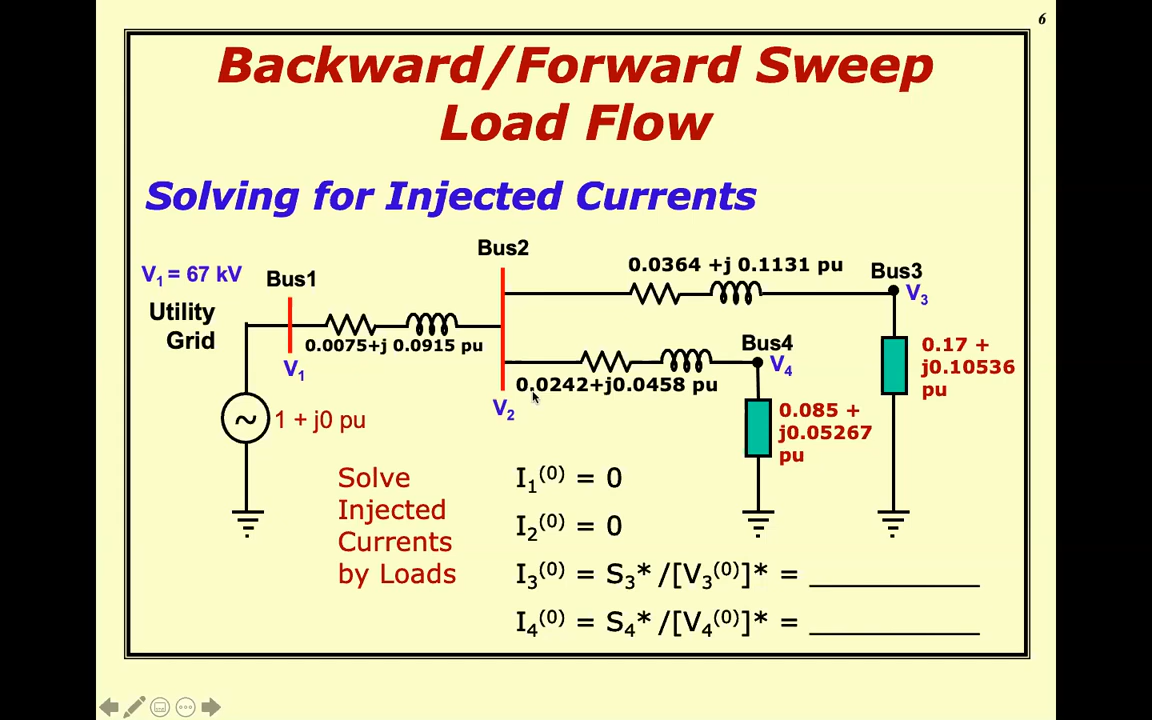 6
Backward/Forward Sweep
Load Flow
Solving for Injected Currents
Bus2
V₁ = 67 kV
Bus1
0.0364 +j 0.1131 pu
Bus3
V₃
Utility
Grid
0.0075+j 0.0915 pu
V₁
Bus4
V₄
0.17 +
j0.10536
pu
0.0242+j0.0458 pu
V₂
~
1 + j0 pu
0.085 +
j0.05267
pu
Solve
Injected
Currents
by Loads
I₁⁽⁰⁾ = 0
I₂⁽⁰⁾ = 0
I₃⁽⁰⁾ = S₃* /[V₃⁽⁰⁾]* = ____________
I₄⁽⁰⁾ = S₄* /[V₄⁽⁰⁾]* = ____________